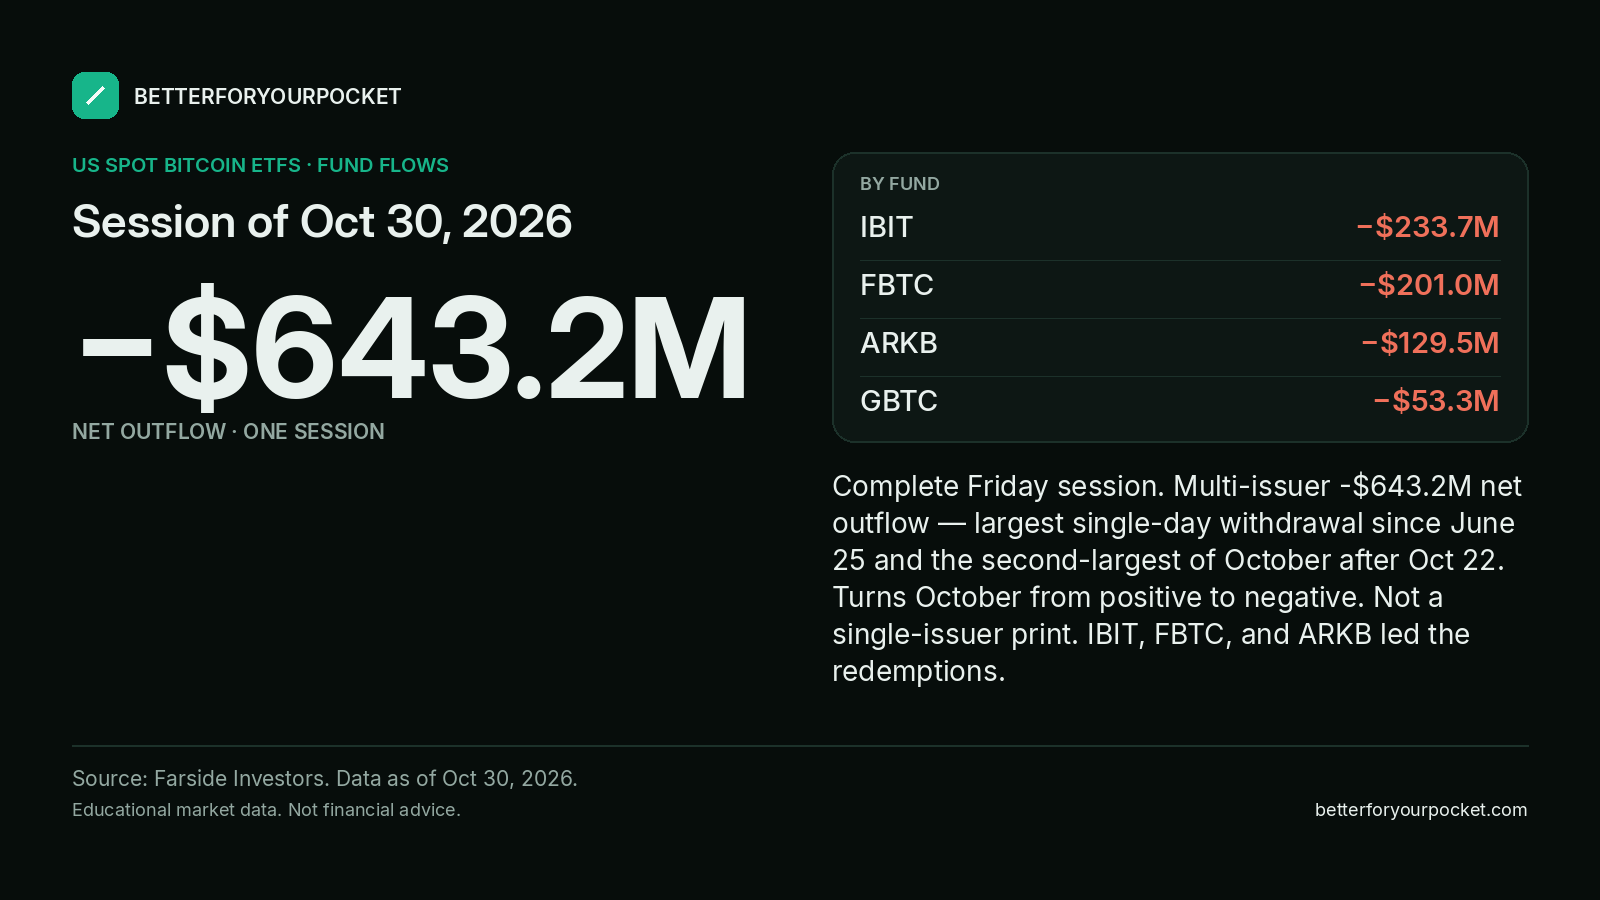 BETTERFORYOURPOCKET
US SPOT BITCOIN ETFS · FUND FLOWS
Session of Oct 30, 2026
−$643.2M
NET OUTFLOW · ONE SESSION
BY FUND
IBIT −$233.7M
FBTC −$201.0M
ARKB −$129.5M
GBTC −$53.3M
Complete Friday session. Multi-issuer -$643.2M net
outflow — largest single-day withdrawal since June
25 and the second-largest of October after Oct 22.
Turns October from positive to negative. Not a
single-issuer print. IBIT, FBTC, and ARKB led the
redemptions.
Source: Farside Investors. Data as of Oct 30, 2026.
Educational market data. Not financial advice.
betterforyourpocket.com